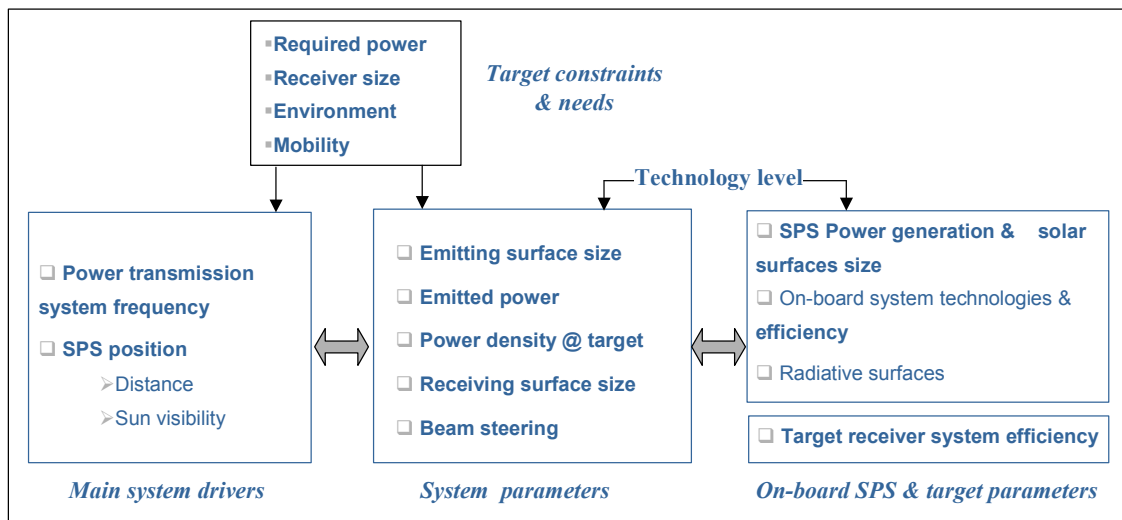 ▪Required power
▪Receiver size
▪Environment
▪Mobility
Target constraints
& needs
Technology level
❑ Power transmission
system frequency
❑ SPS position
➢Distance
➢Sun visibility
Main system drivers
❑ Emitting surface size
❑ Emitted power
❑ Power density @ target
❑ Receiving surface size
❑ Beam steering
System parameters
❑ SPS Power generation & solar
surfaces size
❑ On-board system technologies &
efficiency
❑ Radiative surfaces
❑ Target receiver system efficiency
On-board SPS & target parameters